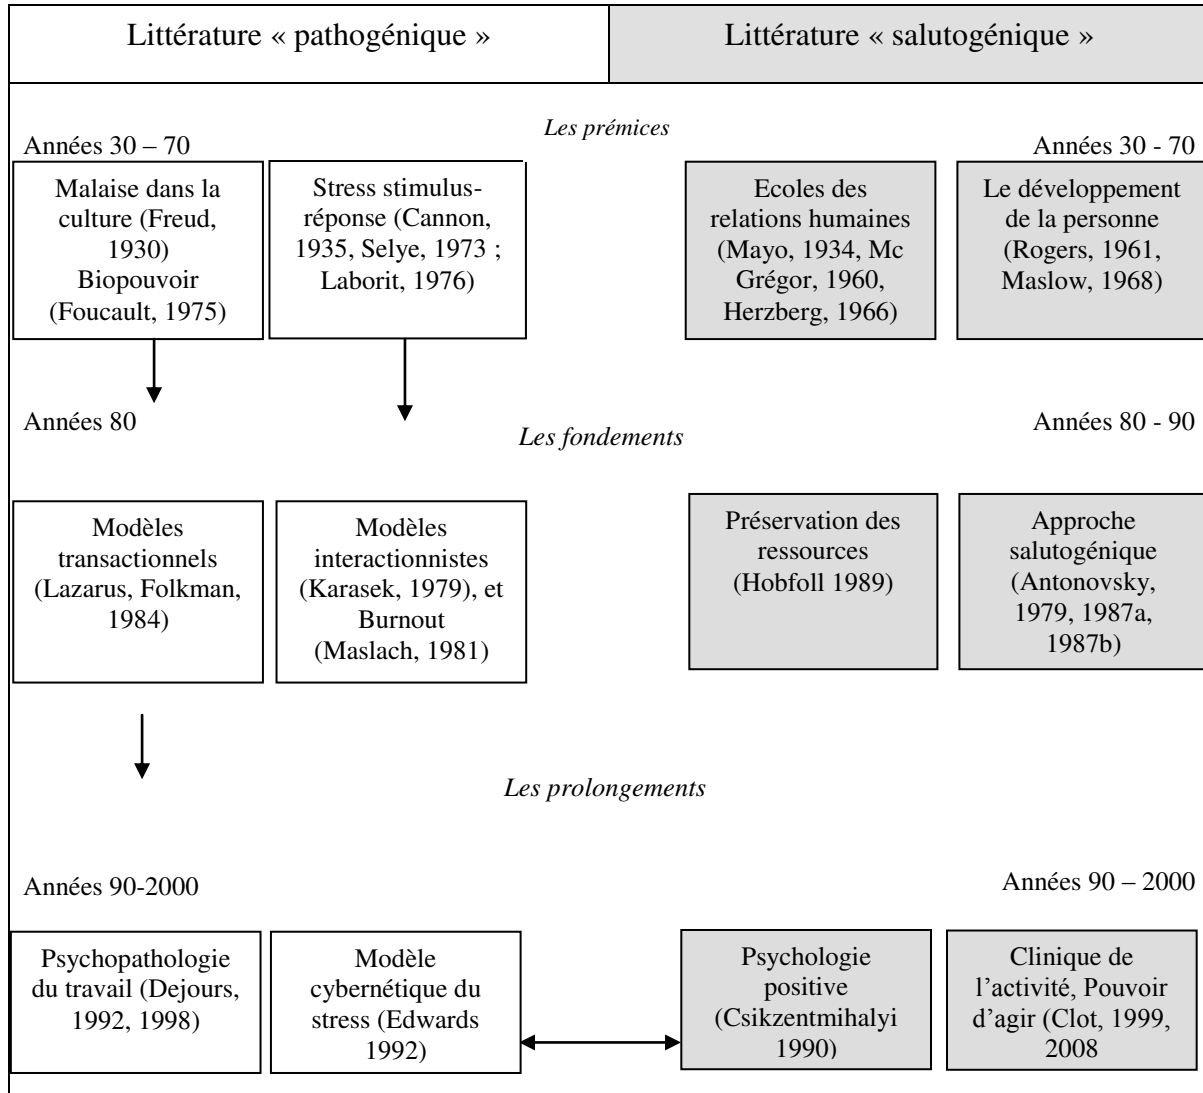 Littérature « pathogénique »
Littérature « salutogénique »
Les prémices
Années 30 – 70
Années 30 - 70
Malaise dans la
culture (Freud,
1930)
Biopouvoir
(Foucault, 1975)
Stress stimulus-
réponse (Cannon,
1935, Selye, 1973 ;
Laborit, 1976)
Ecoles des
relations humaines
(Mayo, 1934, Mc
Grégor, 1960,
Herzberg, 1966)
Le développement
de la personne
(Rogers, 1961,
Maslow, 1968)
Années 80
Les fondements
Années 80 - 90
Modèles
transactionnels
(Lazarus, Folkman,
1984)
Modèles
interactionnistes
(Karasek, 1979), et
Burnout
(Maslach, 1981)
Préservation des
ressources
(Hobfoll 1989)
Approche
salutogénique
(Antonovsky,
1979, 1987a,
1987b)
Les prolongements
Années 90-2000
Années 90 – 2000
Psychopathologie
du travail (Dejours,
1992, 1998)
Modèle
cybernétique du
stress (Edwards
1992)
Psychologie
positive
(Csikzentmihalyi
1990)
Clinique de
l’activité, Pouvoir
d’agir (Clot, 1999,
2008